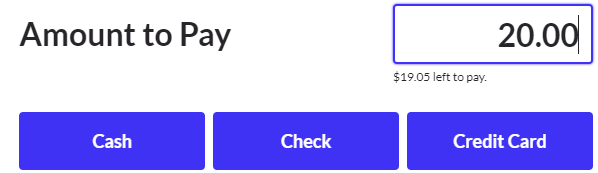 Amount to Pay
20.00
$19.05 left to pay.
Cash
Check
Credit Card